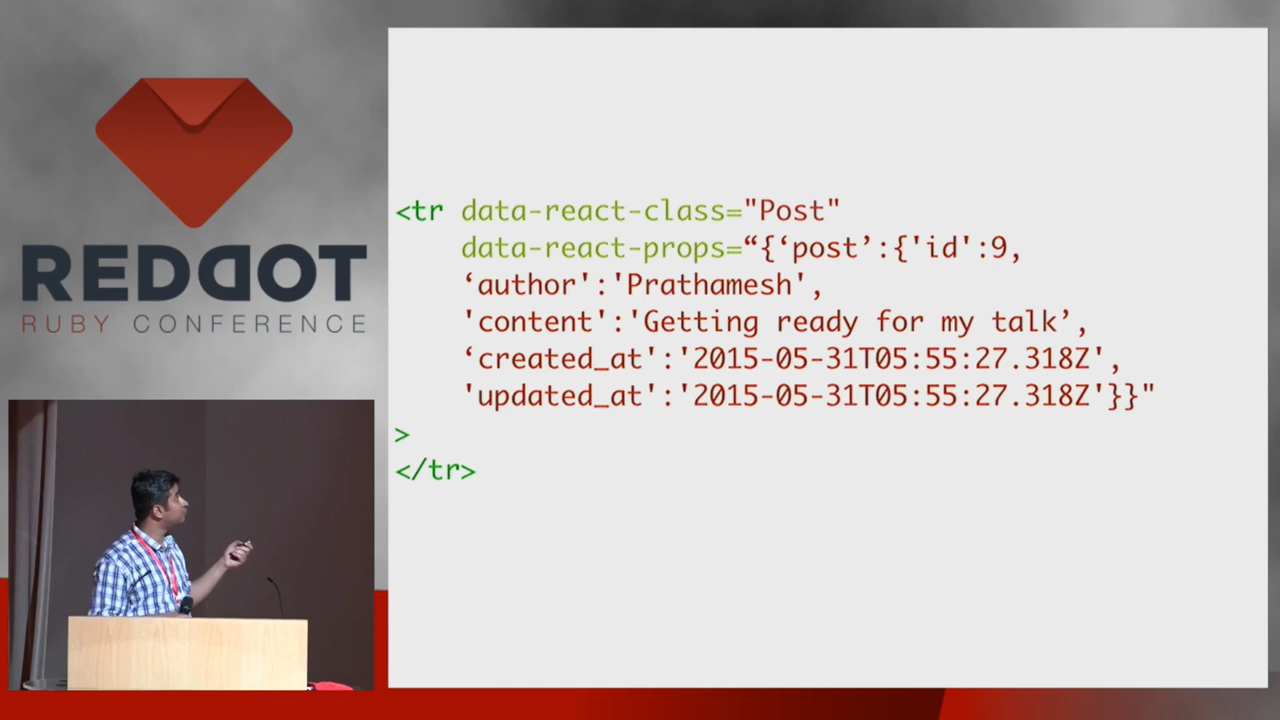 REDDOT
RUBY CONFERENCE
<tr data-react-class="Post"
data-react-props=“{‘post’:{'id':9,
‘author':'Prathamesh',
'content':'Getting ready for my talk’,
‘created_at':'2015-05-31T05:55:27.318Z',
'updated_at':'2015-05-31T05:55:27.318Z'}}"
>
</tr>